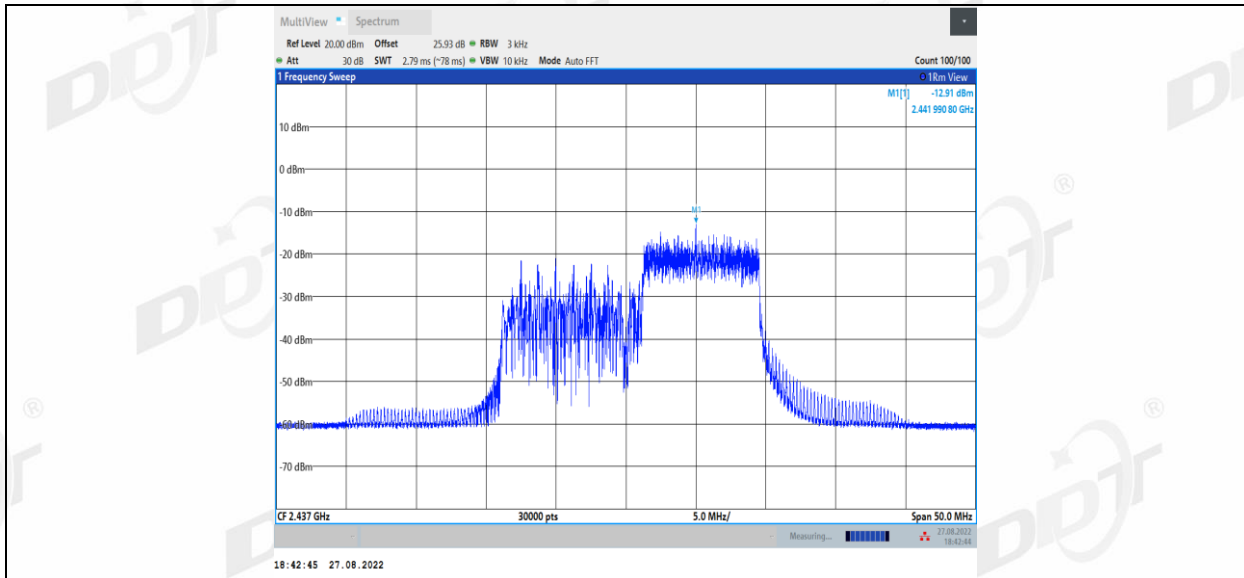 MultiView Spectrum
Ref Level 20.00 dBm Offset 25.93 dB RBW 3 kHz
Att 30 dB SWT 2.79 ms (~78 ms) VBW 10 kHz Mode Auto FFT Count 100/100
1 Frequency Sweep 1Rm View
M1[1] -12.91 dBm
2.441 990 80 GHz
10 dBm
0 dBm
-10 dBm
M1
-20 dBm
-30 dBm
-40 dBm
-50 dBm
-60 dBm
-70 dBm
CF 2.437 GHz 30000 pts 5.0 MHz/ Span 50.0 MHz
Measuring... 27.08.2022
18:42:44
18:42:45 27.08.2022
DDT
®